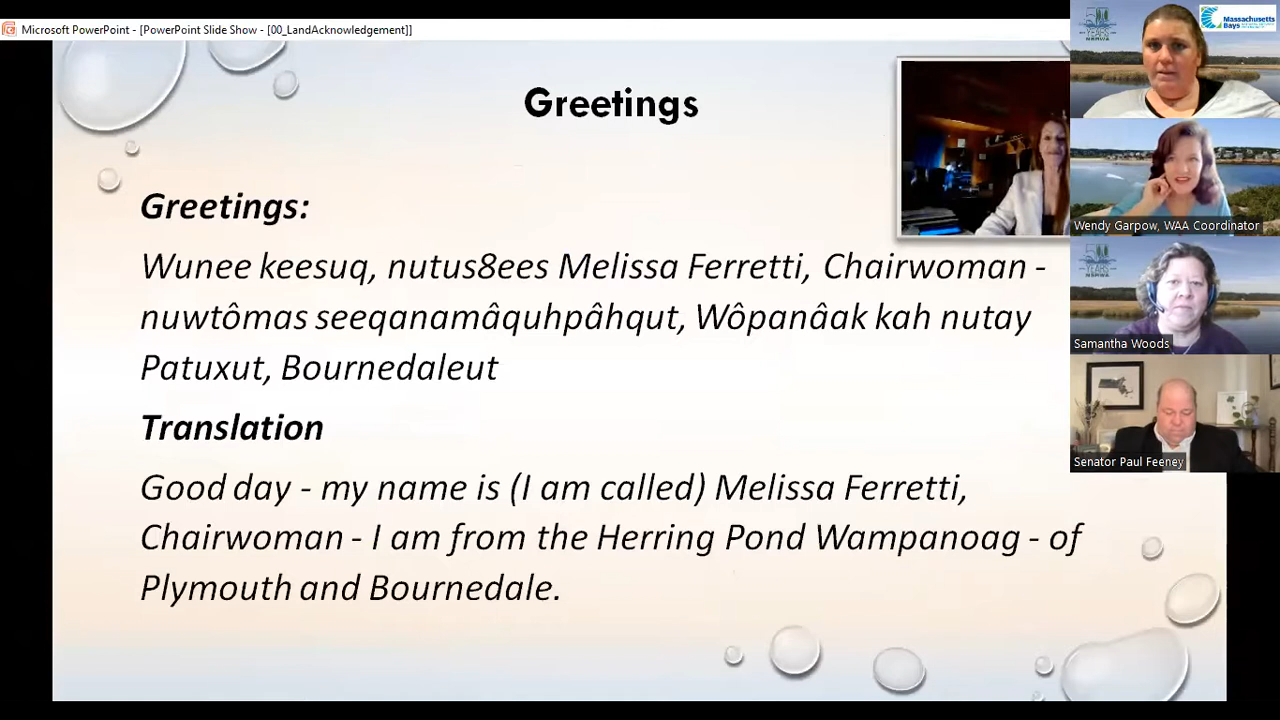 Microsoft PowerPoint - [PowerPoint Slide Show - [00_LandAcknowledgement]]
Greetings
Greetings:
Wunee keesuq, nutus8ees Melissa Ferretti, Chairwoman -
nuwtômas seeqanamâquhpâhqut, Wôpanâak kah nutay
Patuxut, Bournedaleut
Translation
Good day - my name is (I am called) Melissa Ferretti,
Chairwoman - I am from the Herring Pond Wampanoag - of
Plymouth and Bournedale.
YEARS
Massachusetts
Bays
Wendy Garpow, WAA Coordinator
YEARS
Samantha Woods
Senator Paul Feeney